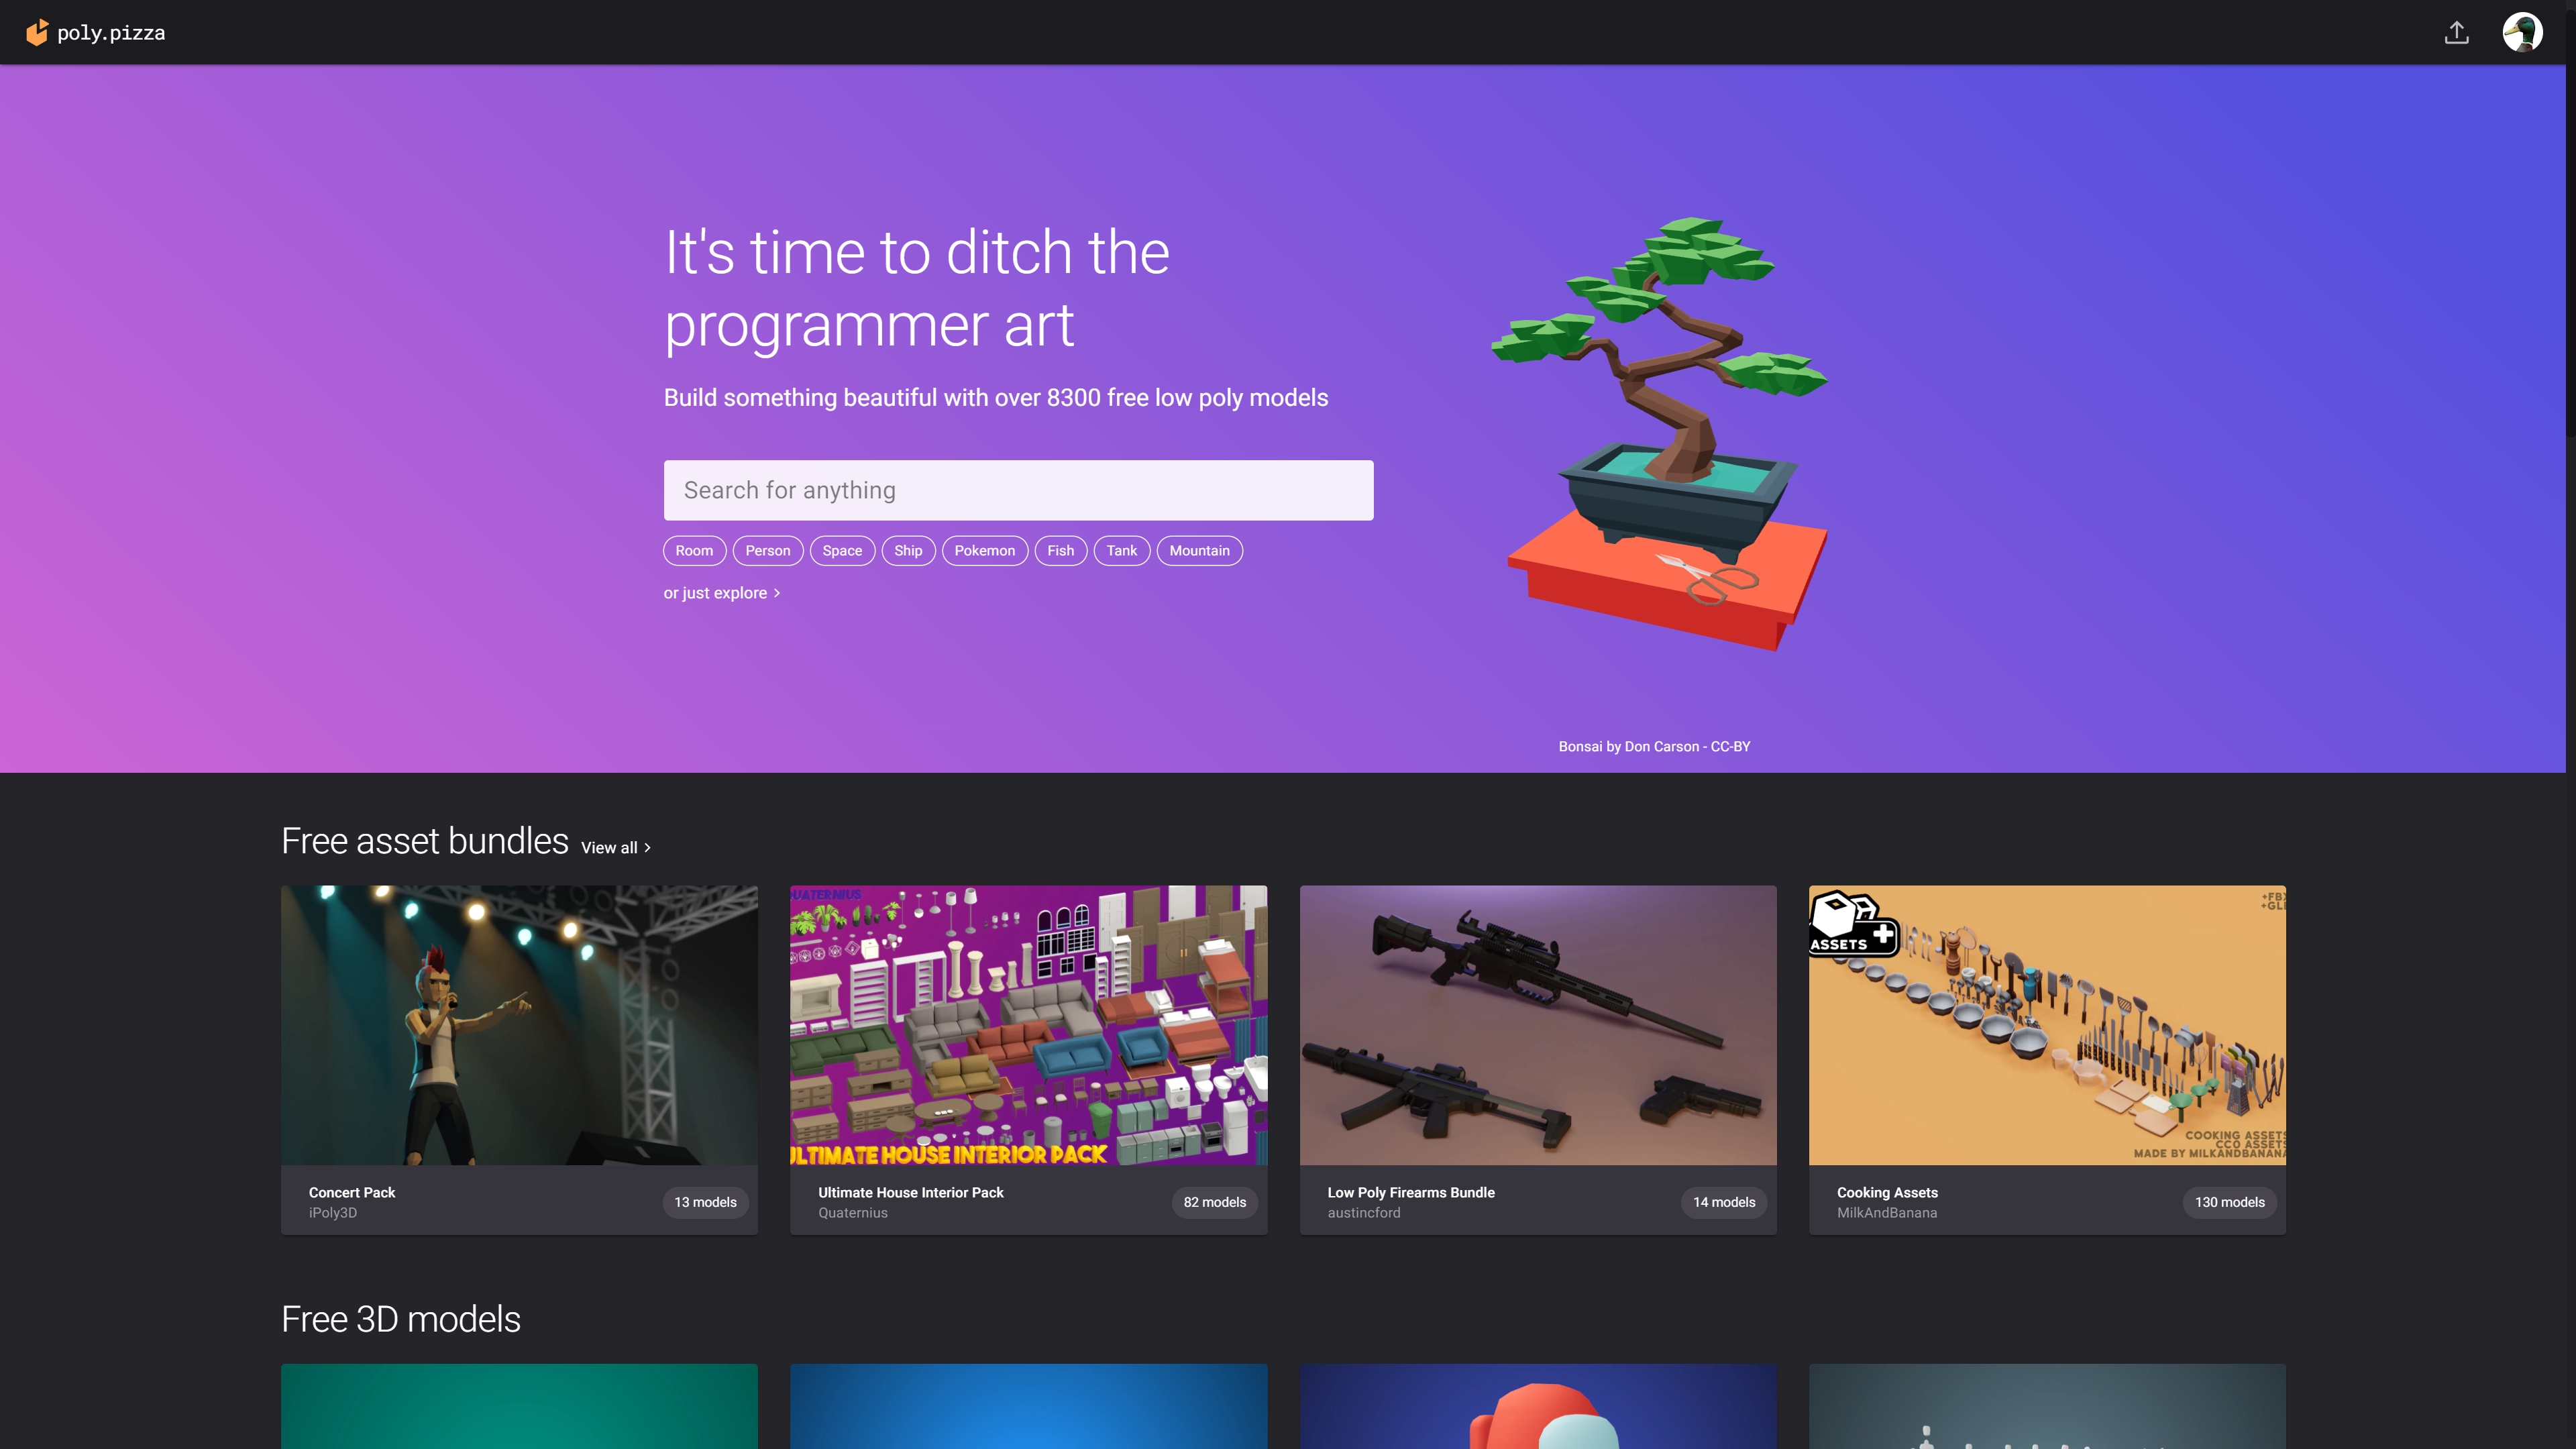 poly.pizza
It's time to ditch the
programmer art
Build something beautiful with over 8300 free low poly models
Search for anything
Room Person Space Ship Pokemon Fish Tank Mountain
or just explore >
Bonsai by Don Carson - CC-BY
Free asset bundles View all >
QUATERNIUS
ULTIMATE HOUSE INTERIOR PACK
ASSETS +
+FBX
+GL
COOKING ASSETS
CC0 ASSETS
MADE BY MILKANDBANANA
Concert Pack
iPoly3D
13 models
Ultimate House Interior Pack
Quaternius
82 models
Low Poly Firearms Bundle
austincford
14 models
Cooking Assets
MilkAndBanana
130 models
Free 3D models